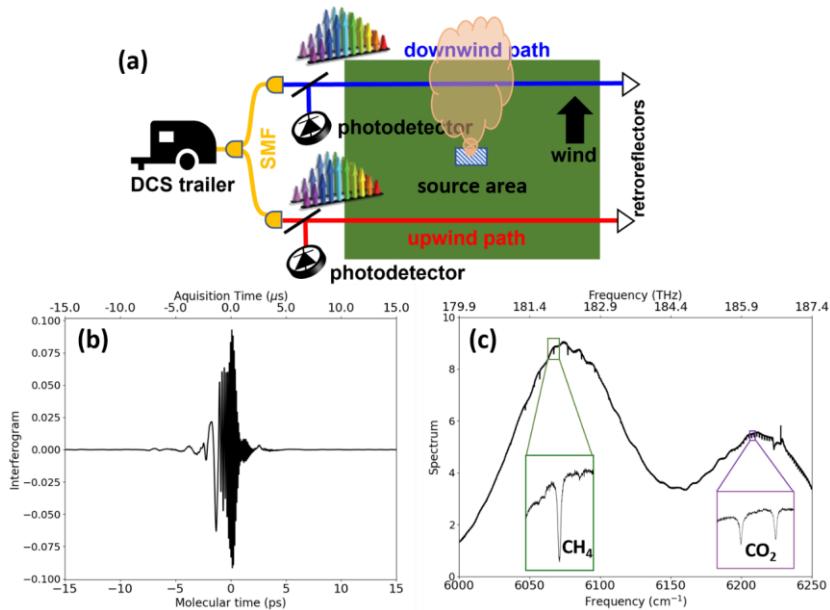 (a)
downwind path
photodetector
SMF
DCS trailer
wind
source area
retroreflectors
upwind path
photodetector
Aquisition Time (μs)
-15.0 -10.0 -5.0 0.0 5.0 10.0 15.0
(b)
0.100
0.075
0.050
0.025
0.000
−0.025
−0.050
−0.075
−0.100
Interferogram
−15 −10 −5 0 5 10 15
Molecular time (ps)
Frequency (THz)
179.9 181.4 182.9 184.4 185.9 187.4
(c)
10
8
6
4
2
0
Spectrum
CH4
CO2
6000 6050 6100 6150 6200 6250
Frequency (cm⁻¹)